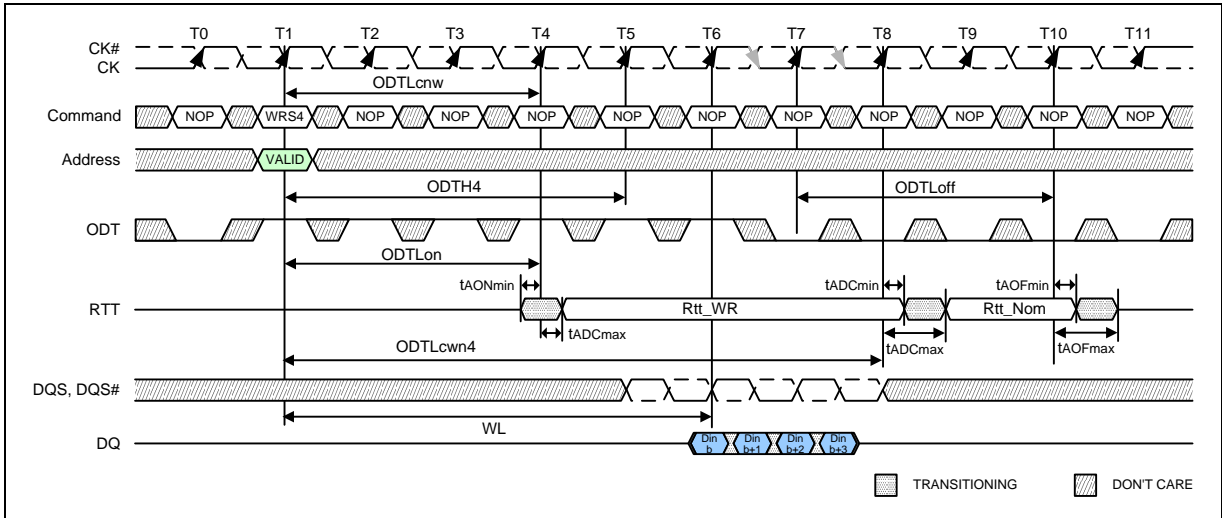 T0 T1 T2 T3 T4 T5 T6 T7 T8 T9 T10 T11
CK#
CK
ODTLcnw
Command NOP WRS4 NOP NOP NOP NOP NOP NOP NOP NOP NOP NOP
Address VALID
ODTH4 ODTLoff
ODT
ODTLon
tAONmin tADCmin tAOFmin
RTT Rtt_WR Rtt_Nom
tADCmax tADCmax tAOFmax
ODTLcwn4
DQS, DQS#
WL
DQ Din b Din b+1 Din b+2 Din b+3
TRANSITIONING DON'T CARE